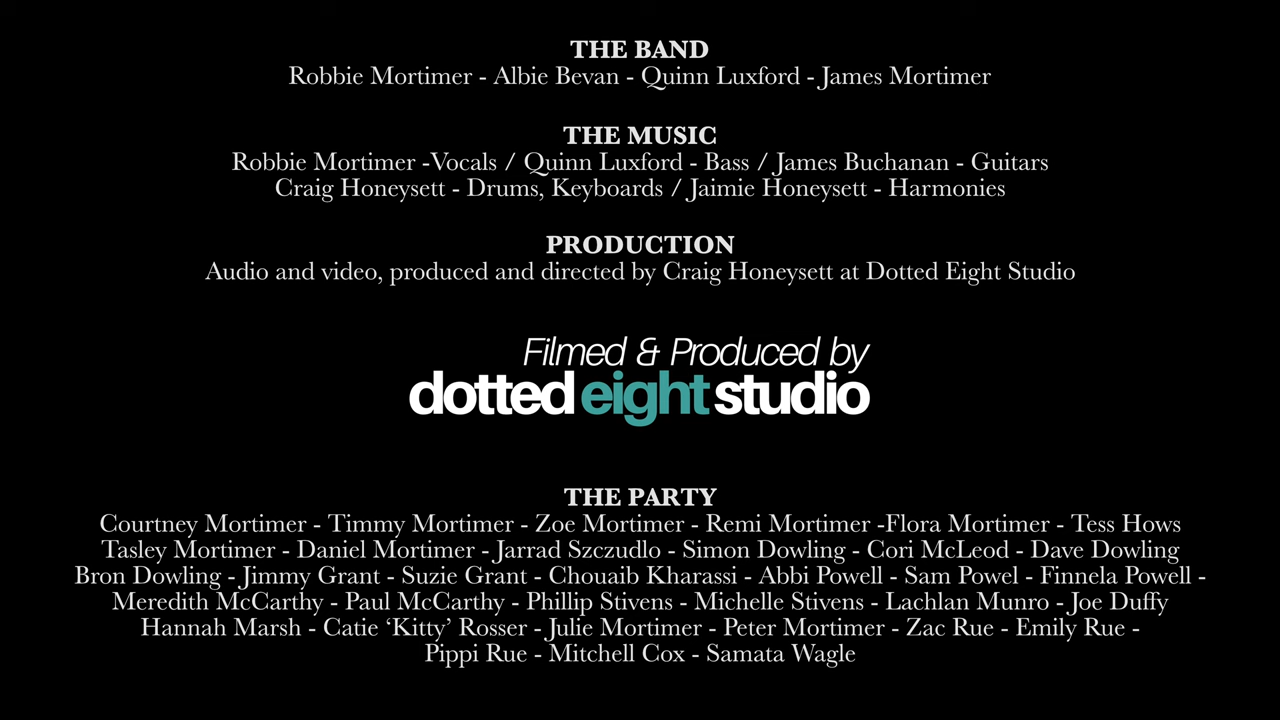 THE BAND
Robbie Mortimer - Albie Bevan - Quinn Luxford - James Mortimer
THE MUSIC
Robbie Mortimer -Vocals / Quinn Luxford - Bass / James Buchanan - Guitars
Craig Honeysett - Drums, Keyboards / Jaimie Honeysett - Harmonies
PRODUCTION
Audio and video, produced and directed by Craig Honeysett at Dotted Eight Studio
Filmed & Produced by
dotted eight studio
THE PARTY
Courtney Mortimer - Timmy Mortimer - Zoe Mortimer - Remi Mortimer -Flora Mortimer - Tess Hows
Tasley Mortimer - Daniel Mortimer - Jarrad Szczudlo - Simon Dowling - Cori McLeod - Dave Dowling
Bron Dowling - Jimmy Grant - Suzie Grant - Chouaib Kharassi - Abbi Powell - Sam Powel - Finnela Powell -
Meredith McCarthy - Paul McCarthy - Phillip Stivens - Michelle Stivens - Lachlan Munro - Joe Duffy
Hannah Marsh - Catie ‘Kitty’ Rosser - Julie Mortimer - Peter Mortimer - Zac Rue - Emily Rue -
Pippi Rue - Mitchell Cox - Samata Wagle